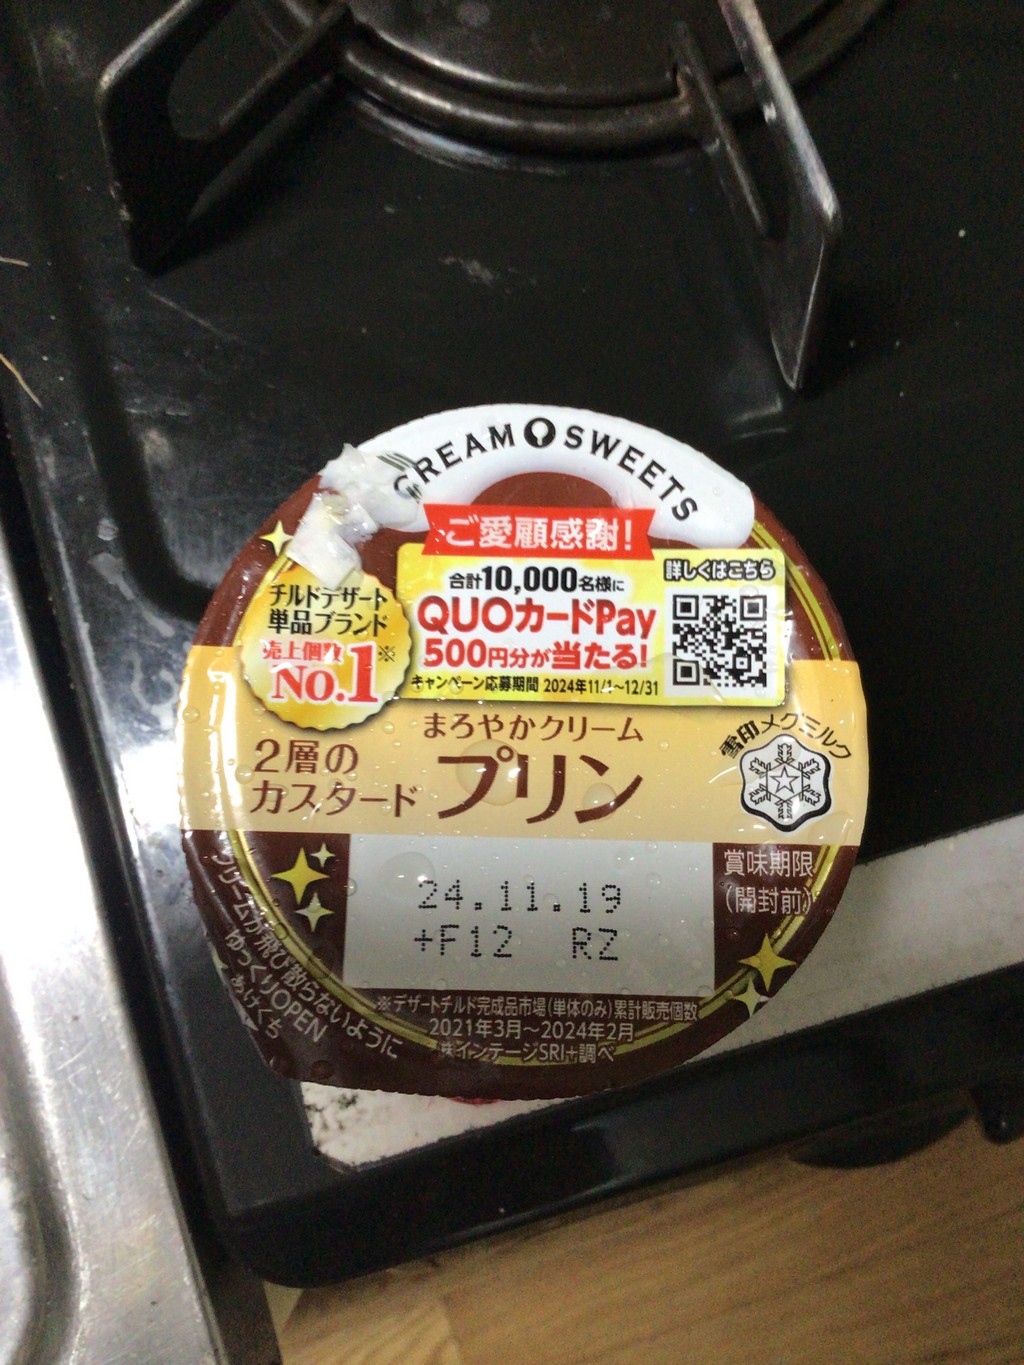 CREAM SWEETS
ご愛顧感謝!
合計10,000名様に
QUOカードPay
500円分が当たる!
キャンペーン応募期間 2024年11/1~12/31
詳しくはこちら
チルドデザート
単品ブランド
売上個数
No.1※
まろやかクリーム
2層の
カスタード
プリン
雪印メグミルク
24.11.19
+F12 RZ
賞味期限
(開封前)
クリームが飛び散らないように
ゆっくりOPEN
あけくち
※デザートチルド完成品市場(単体のみ)累計販売個数
2021年3月~2024年2月
㈱インテージSRI+調べ